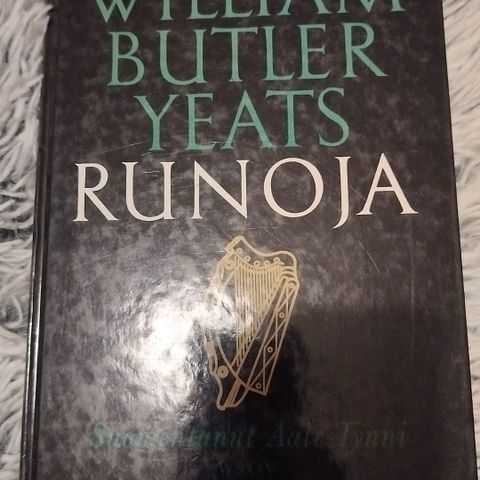 WILLIAM
BUTLER
YEATS
RUNOJA
Suomentanut Aale Tynni
WSOY